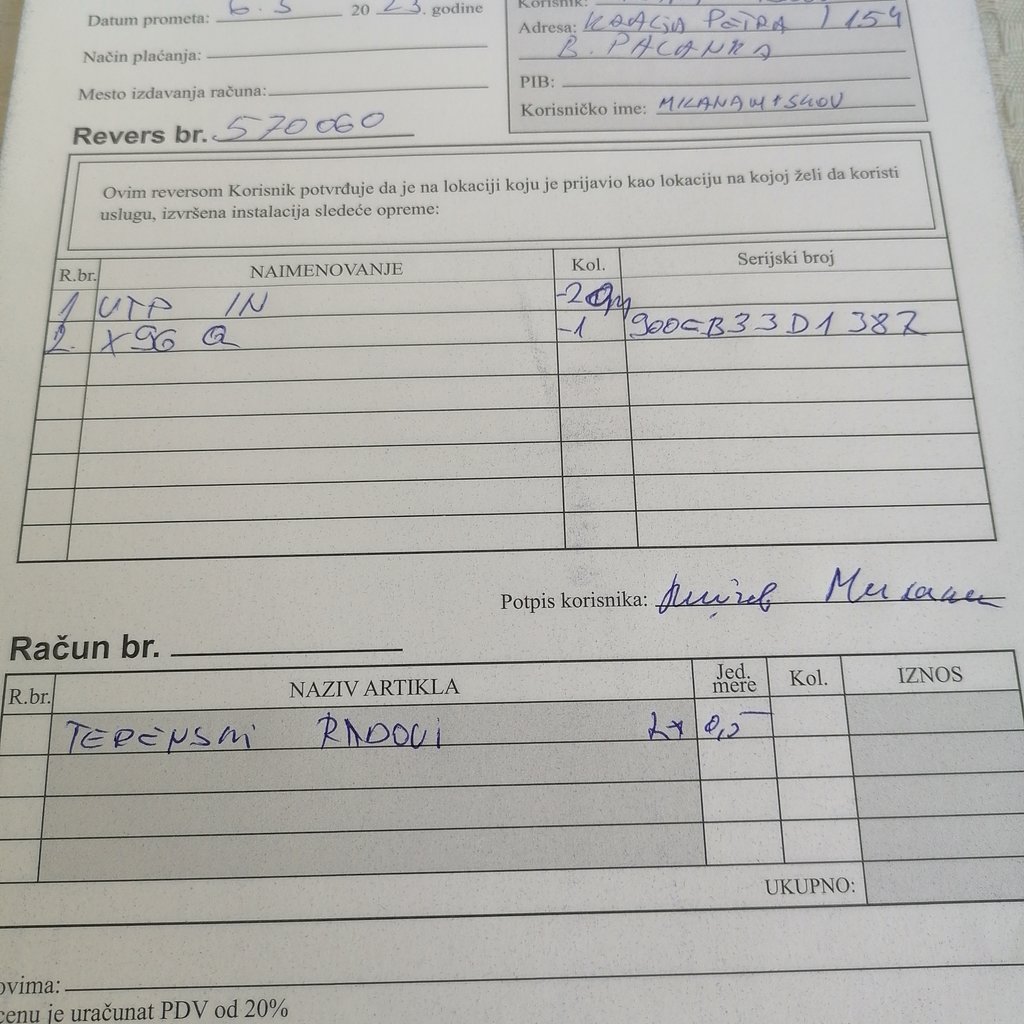 Datum prometa: 6.5 2023. godine
Način plaćanja:
Mesto izdavanja računa:
Revers br. 570060
Korisnik:
Adresa: KRALJA PETRA I 154
B. PALANKA
PIB:
Korisničko ime:
Ovim reversom Korisnik potvrđuje da je na lokaciji koju je prijavio kao lokaciju na kojoj želi da koristi
uslugu, izvršena instalacija sledeće opreme:
R.br. NAIMENOVANJE Kol. Serijski broj
1 UTP IN -20m
2. X96 Q -1 900EB33D1387
Potpis korisnika:
Račun br.
R.br. NAZIV ARTIKLA Jed. mere Kol. IZNOS
TERENSKI RADOVI
UKUPNO:
ovima:
cenu je uračunat PDV od 20%